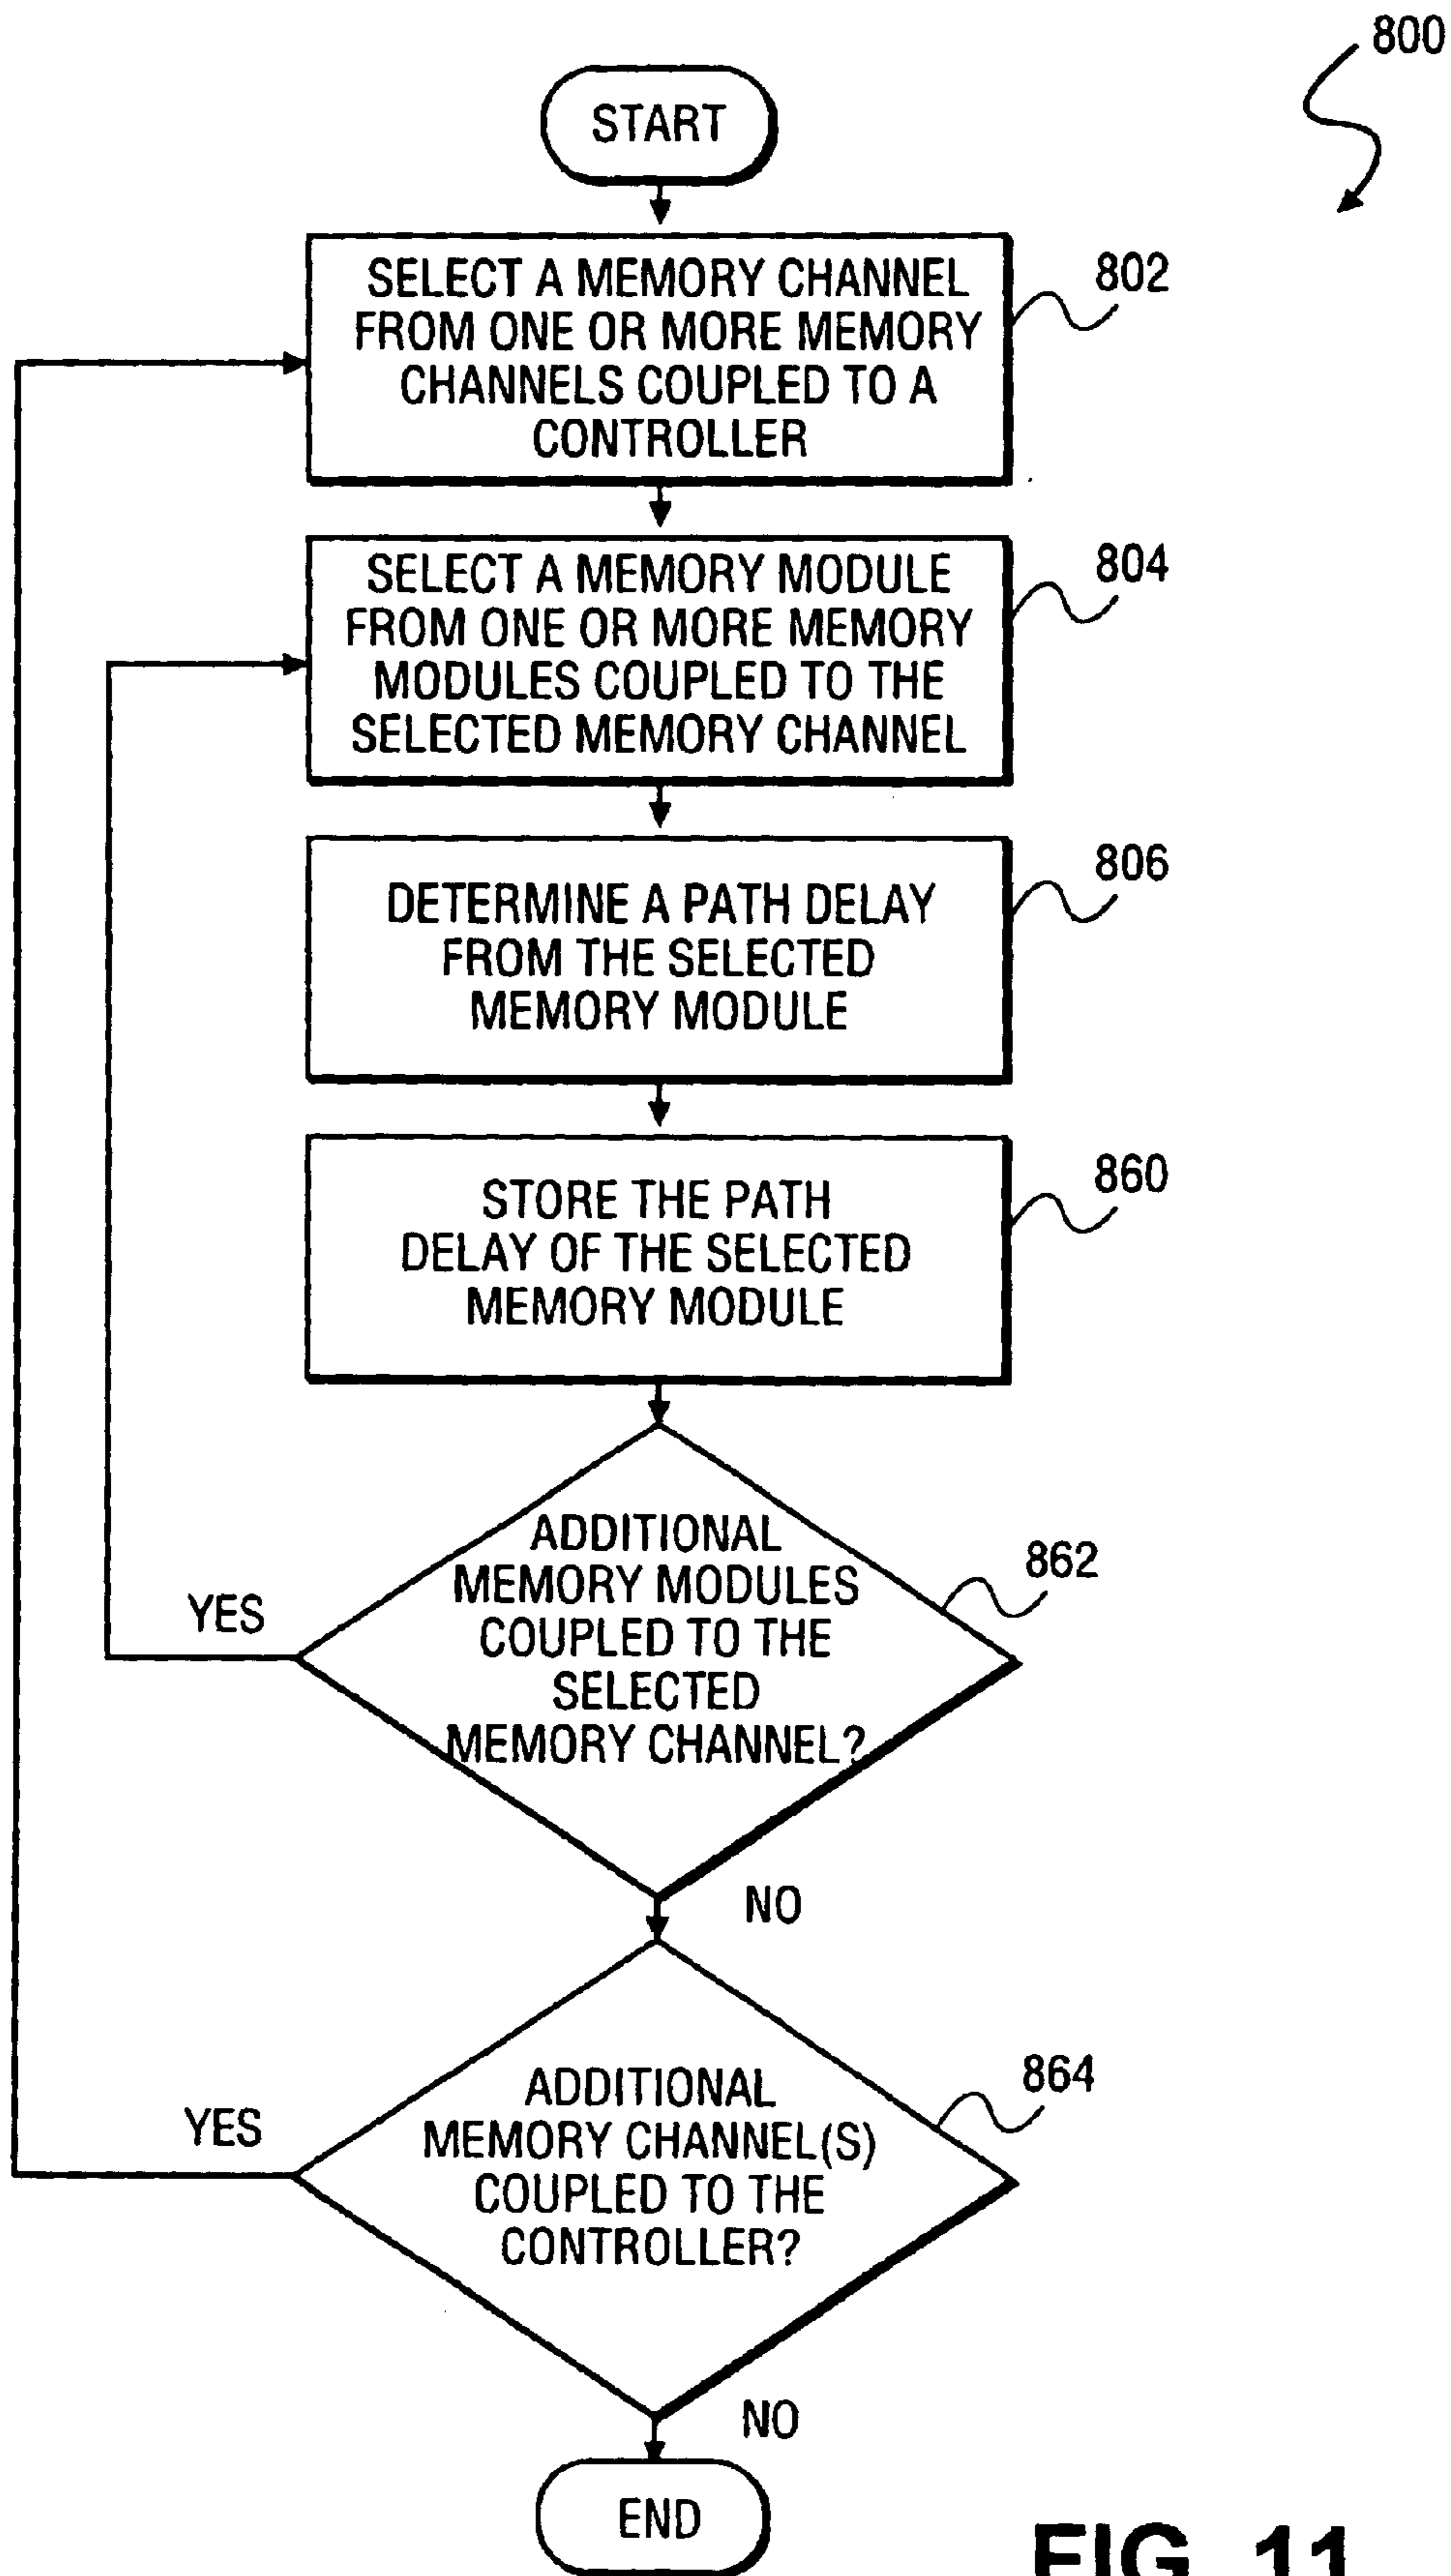 800
START
SELECT A MEMORY CHANNEL
FROM ONE OR MORE MEMORY
CHANNELS COUPLED TO A
CONTROLLER
802
SELECT A MEMORY MODULE
FROM ONE OR MORE MEMORY
MODULES COUPLED TO THE
SELECTED MEMORY CHANNEL
804
DETERMINE A PATH DELAY
FROM THE SELECTED
MEMORY MODULE
806
STORE THE PATH
DELAY OF THE SELECTED
MEMORY MODULE
860
ADDITIONAL
MEMORY MODULES
COUPLED TO THE
SELECTED
MEMORY CHANNEL?
862
YES
NO
ADDITIONAL
MEMORY CHANNEL(S)
COUPLED TO THE
CONTROLLER?
864
YES
NO
END
FIG. 11